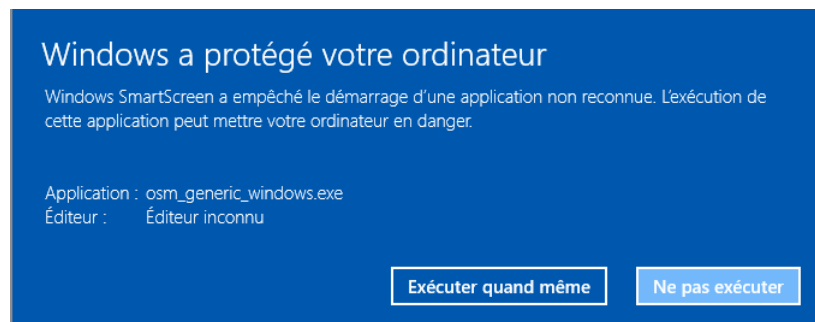 Windows a protégé votre ordinateur
Windows SmartScreen a empêché le démarrage d'une application non reconnue. L'exécution de
cette application peut mettre votre ordinateur en danger.
Application : osm_generic_windows.exe
Éditeur : Éditeur inconnu
Exécuter quand même Ne pas exécuter